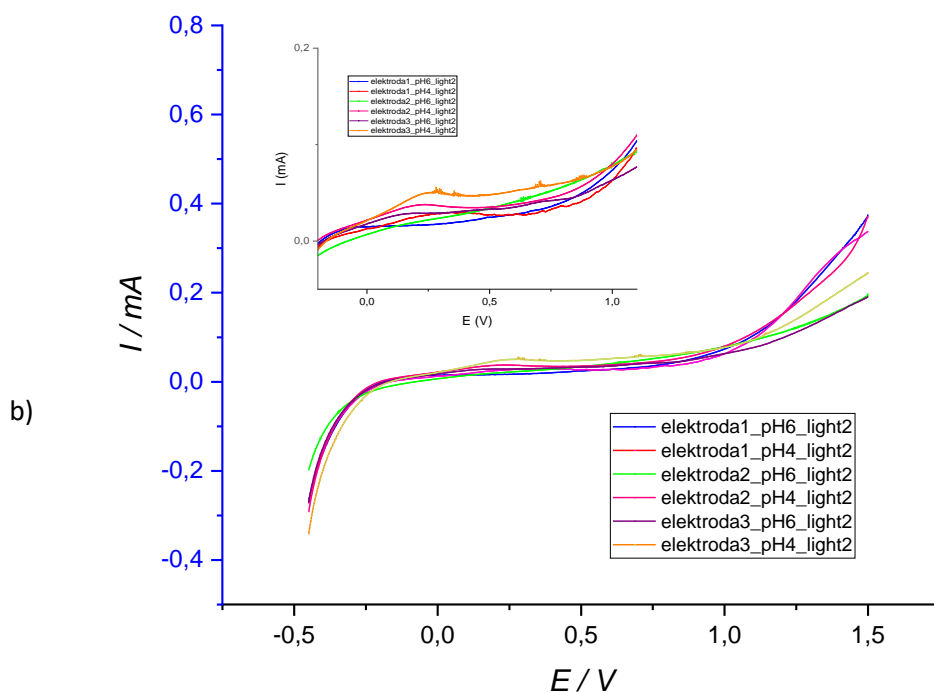 b)
I / mA
0,8
0,6
0,4
0,2
0,0
-0,2
-0,4
-0,5
0,0
0,5
1,0
1,5
E / V
I (mA)
0,2
0,0
0,0
0,5
1,0
E (V)
elektroda1_pH6_light2
elektroda1_pH4_light2
elektroda2_pH6_light2
elektroda2_pH4_light2
elektroda3_pH6_light2
elektroda3_pH4_light2
elektroda1_pH6_light2
elektroda1_pH4_light2
elektroda2_pH6_light2
elektroda2_pH4_light2
elektroda3_pH6_light2
elektroda3_pH4_light2